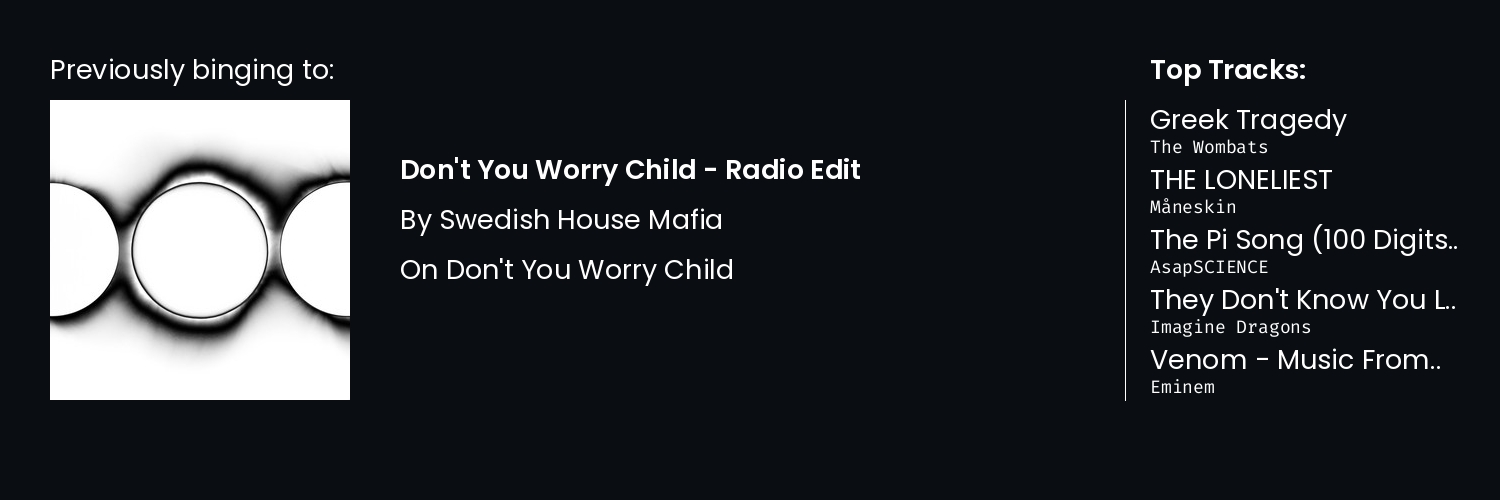 Previously binging to:
Don't You Worry Child - Radio Edit
By Swedish House Mafia
On Don't You Worry Child
Top Tracks:
Greek Tragedy
The Wombats
THE LONELIEST
Måneskin
The Pi Song (100 Digits..
AsapSCIENCE
They Don't Know You L..
Imagine Dragons
Venom - Music From..
Eminem